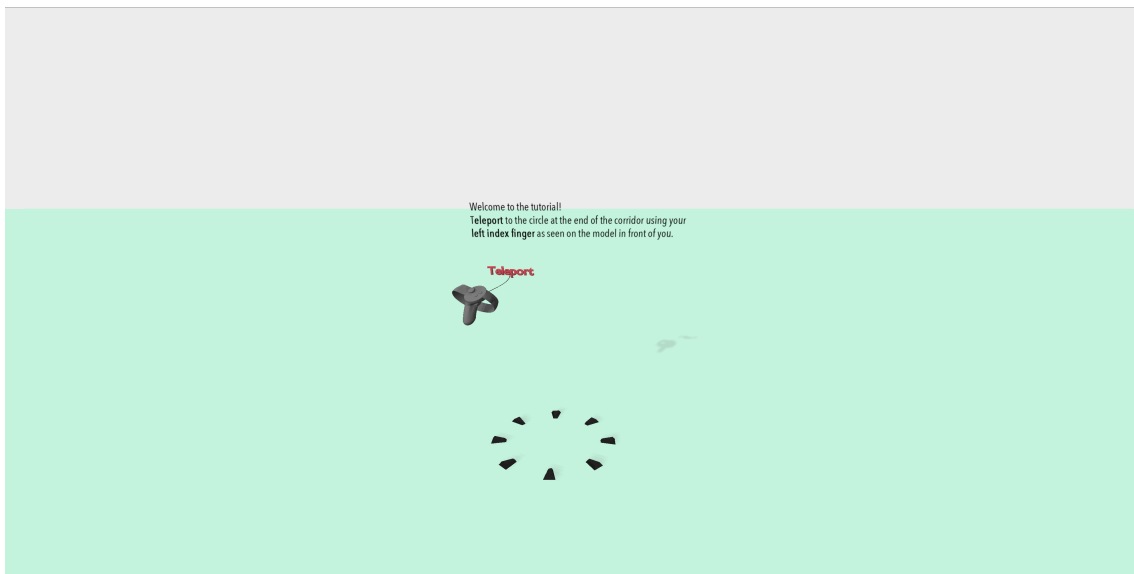 Welcome to the tutorial!
Teleport to the circle at the end of the corridor using your
left index finger as seen on the model in front of you.
Teleport